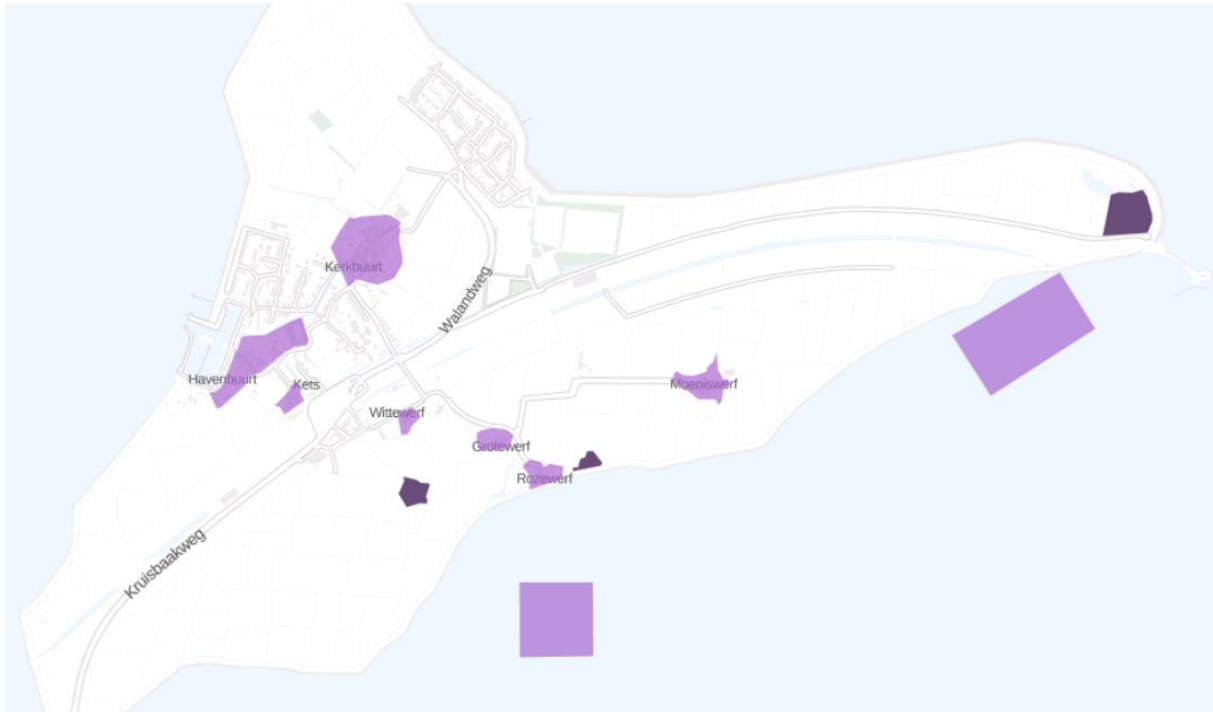 Kerkbuurt
Walandweg
Havenbuurt
Kets
Moeniswerf
Wittewerf
Grotewerf
Rozewerf
Kruisbaakweg